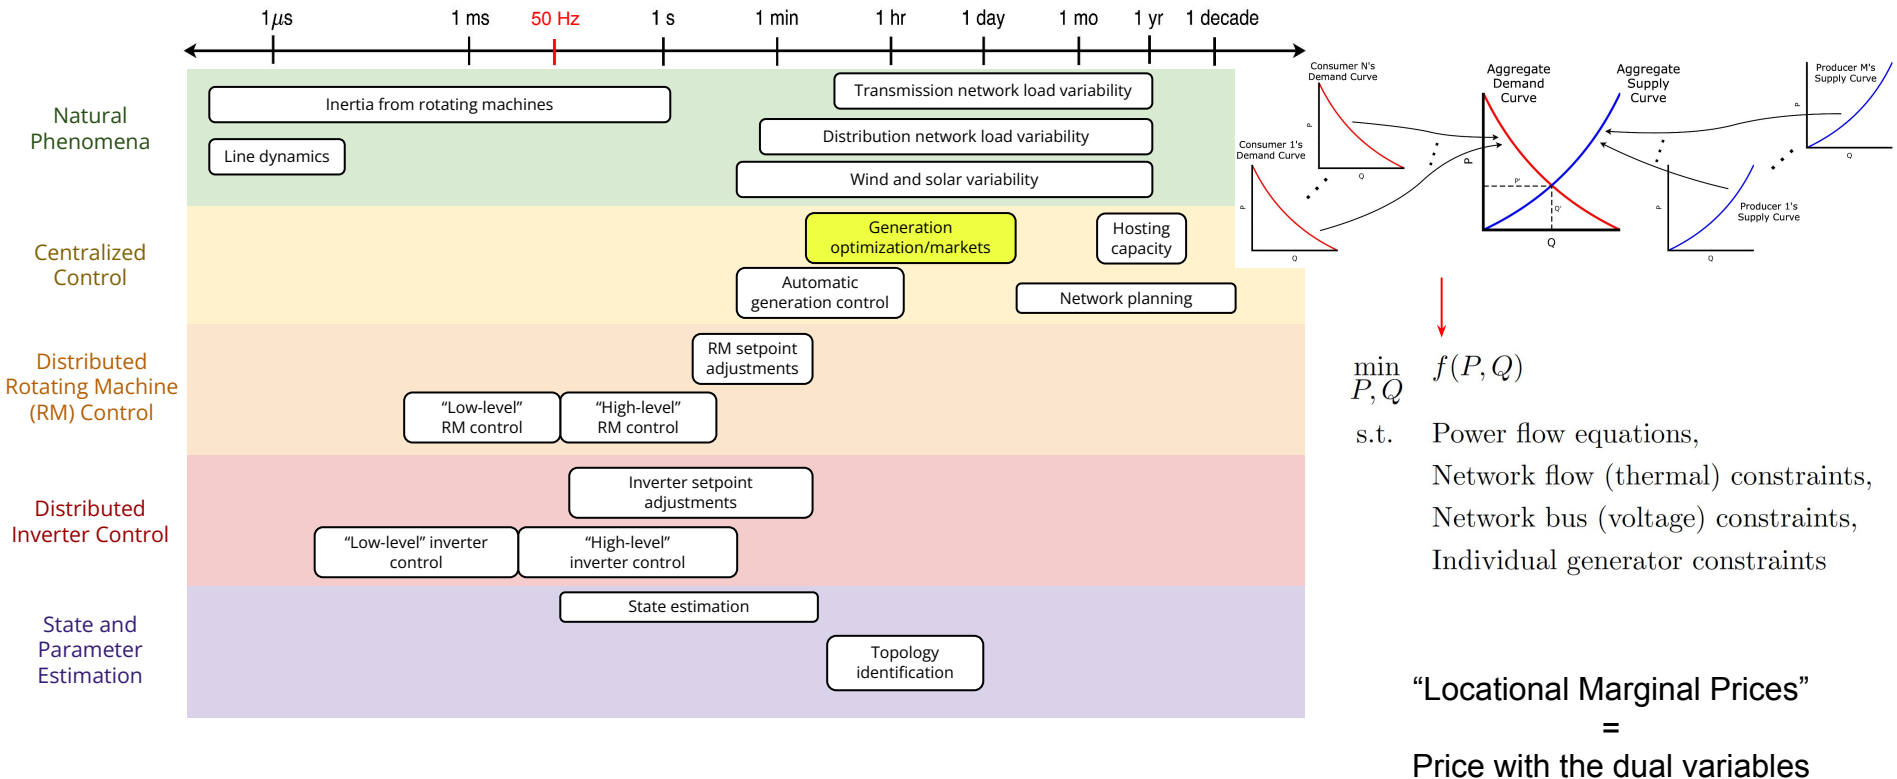 1 µs
1 ms
50 Hz
1 s
1 min
1 hr
1 day
1 mo
1 yr
1 decade
Natural
Phenomena
Inertia from rotating machines
Line dynamics
Transmission network load variability
Distribution network load variability
Wind and solar variability
Centralized
Control
Generation
optimization/markets
Hosting
capacity
Automatic
generation control
Network planning
Distributed
Rotating Machine
(RM) Control
RM setpoint
adjustments
“Low-level”
RM control
“High-level”
RM control
Distributed
Inverter Control
Inverter setpoint
adjustments
“Low-level” inverter
control
“High-level”
inverter control
State and
Parameter
Estimation
State estimation
Topology
identification
Consumer N's
Demand Curve
P
Q
Consumer 1's
Demand Curve
P
Q
Aggregate
Demand
Curve
Aggregate
Supply
Curve
P
P'
Q'
Q
Producer M's
Supply Curve
P
Q
Producer 1's
Supply Curve
P
Q
min f(P, Q)
P,Q
s.t. Power flow equations,
Network flow (thermal) constraints,
Network bus (voltage) constraints,
Individual generator constraints
“Locational Marginal Prices”
=
Price with the dual variables